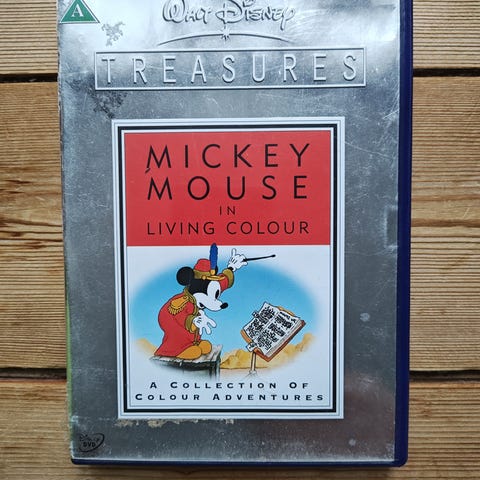 A
Walt Disney
TREASURES
MICKEY
MOUSE
IN
LIVING COLOUR
A COLLECTION OF
COLOUR ADVENTURES
DVD